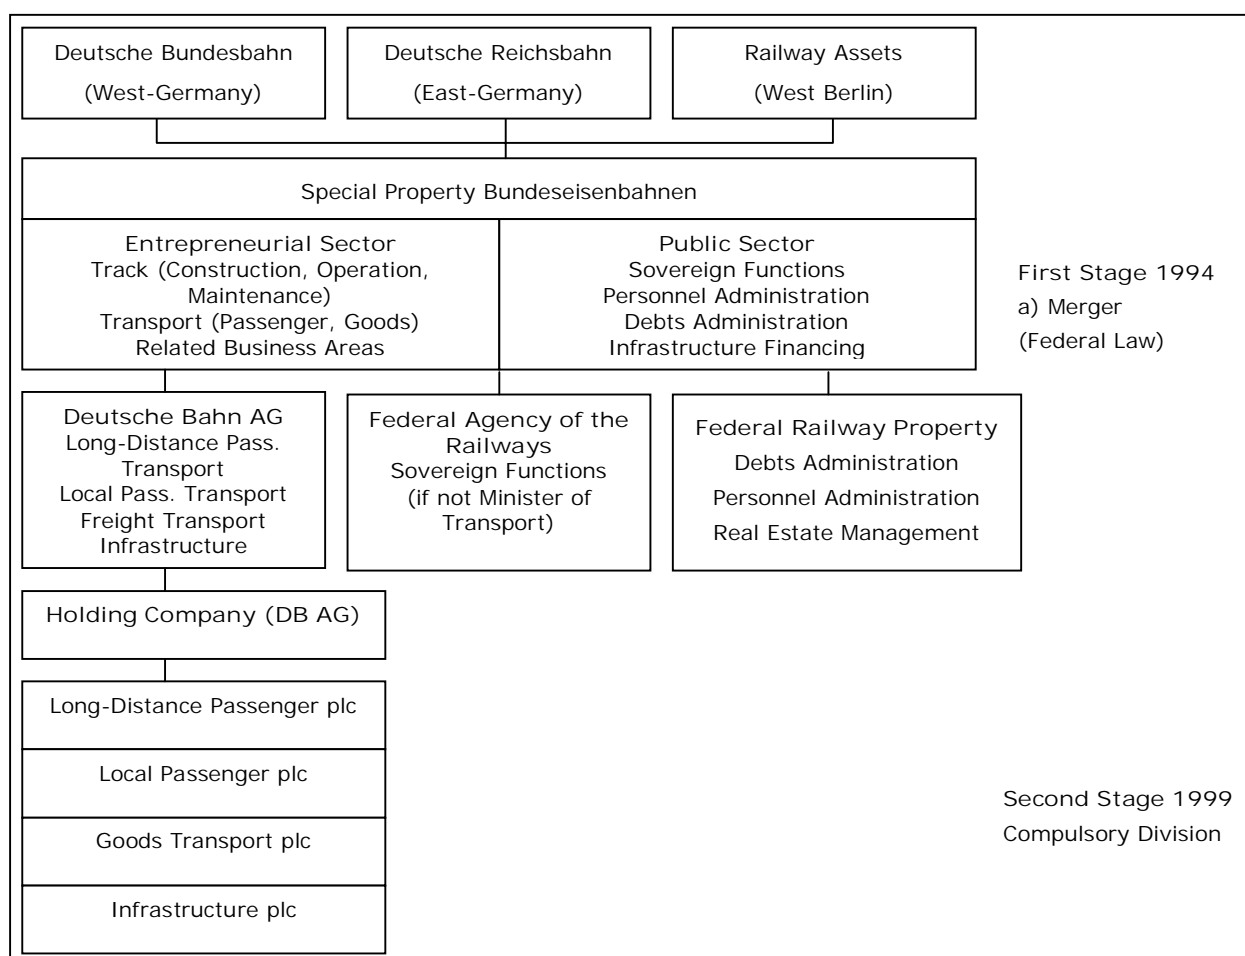 Deutsche Bundesbahn
(West-Germany)
Deutsche Reichsbahn
(East-Germany)
Railway Assets
(West Berlin)
Special Property Bundeseisenbahnen
Entrepreneurial Sector
Track (Construction, Operation,
Maintenance)
Transport (Passenger, Goods)
Related Business Areas
Public Sector
Sovereign Functions
Personnel Administration
Debts Administration
Infrastructure Financing
First Stage 1994
a) Merger
(Federal Law)
Deutsche Bahn AG
Long-Distance Pass.
Transport
Local Pass. Transport
Freight Transport
Infrastructure
Federal Agency of the
Railways
Sovereign Functions
(if not Minister of
Transport)
Federal Railway Property
Debts Administration
Personnel Administration
Real Estate Management
Holding Company (DB AG)
Long-Distance Passenger plc
Local Passenger plc
Goods Transport plc
Infrastructure plc
Second Stage 1999
Compulsory Division